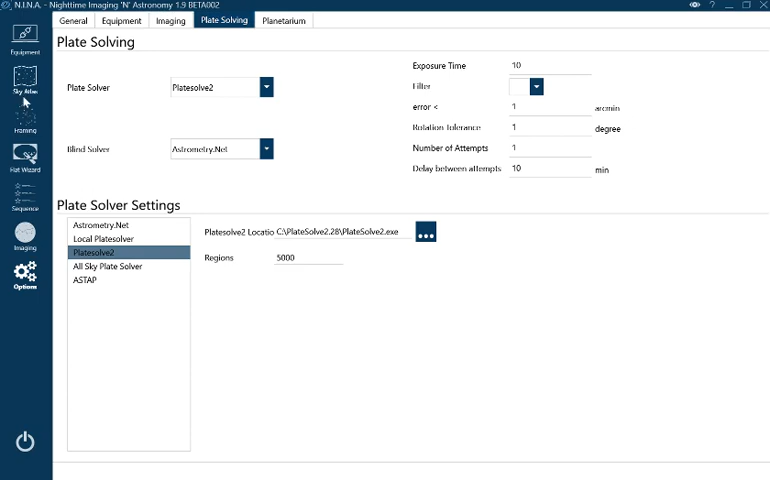 N.I.N.A. - Nighttime Imaging 'N' Astronomy 1.9 BETA002
General Equipment Imaging Plate Solving Planetarium
Equipment
Sky Atlas
Framing
Flat Wizard
Sequence
Imaging
Options
Plate Solving
Plate Solver Platesolve2
Blind Solver Astrometry.Net
Exposure Time 10
Filter
error < 1 arcmin
Rotation Tolerance 1 degree
Number of Attempts 1
Delay between attempts 10 min
Plate Solver Settings
Astrometry.Net
Local Platesolver
Platesolve2
All Sky Plate Solver
ASTAP
Platesolve2 Locatio C:\PlateSolve2.28\PlateSolve2.exe ...
Regions 5000